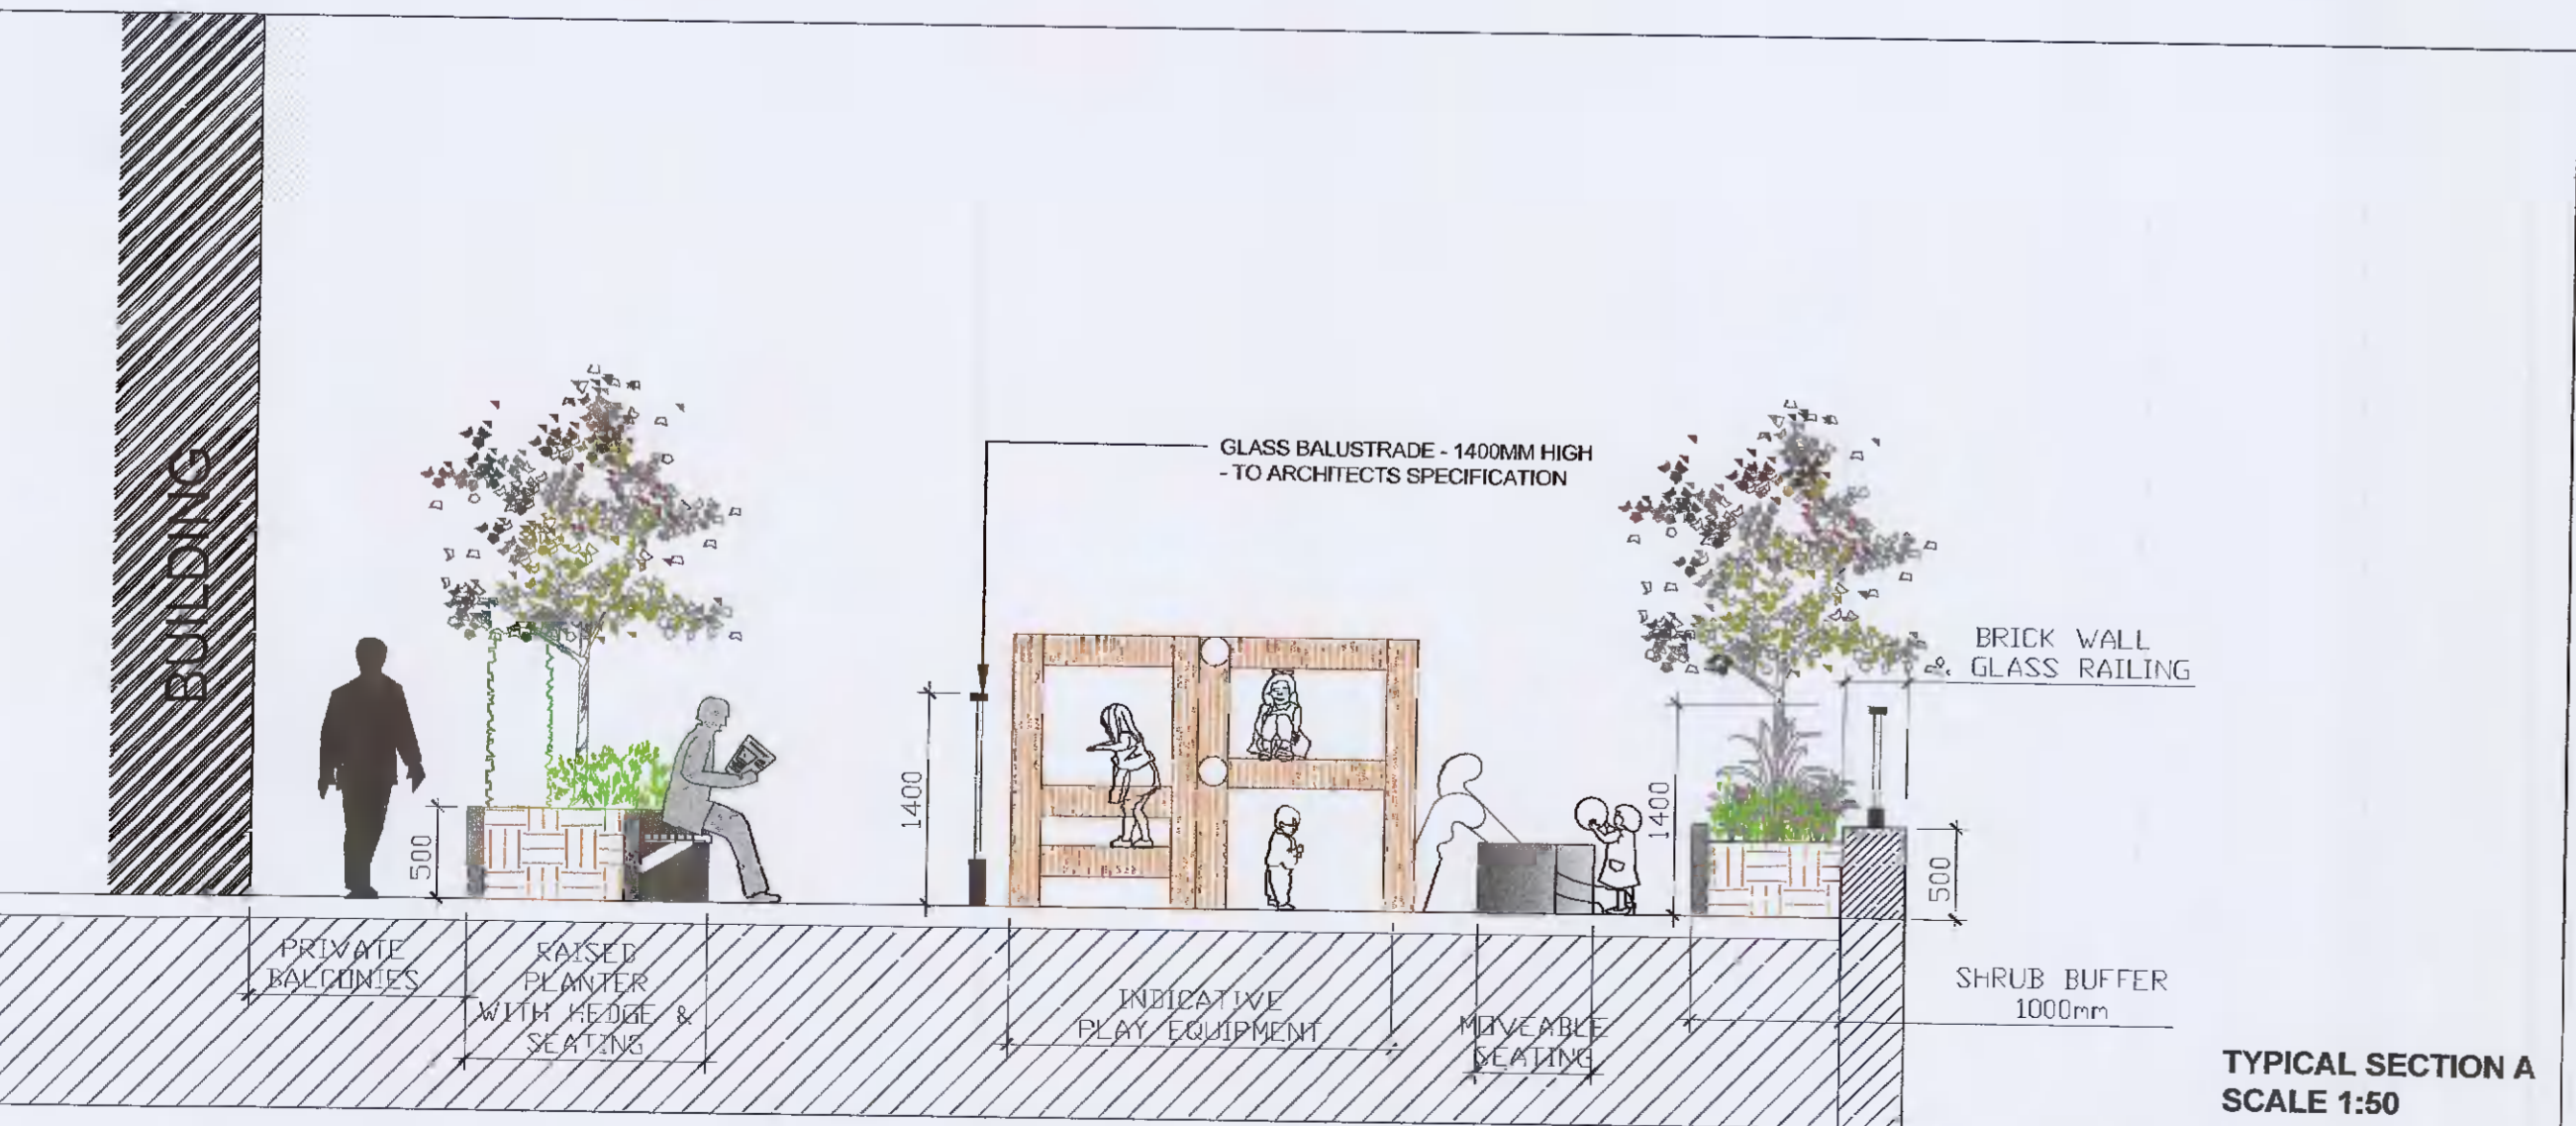 BUILDING
GLASS BALUSTRADE - 1400MM HIGH
- TO ARCHITECTS SPECIFICATION
BRICK WALL
& GLASS RAILING
500
1400
1400
500
PRIVATE
BALCONIES
RAISED
PLANTER
WITH HEDGE &
SEATING
INDICATIVE
PLAY EQUIPMENT
MOVEABLE
SEATING
SHRUB BUFFER
1000mm
TYPICAL SECTION A
SCALE 1:50